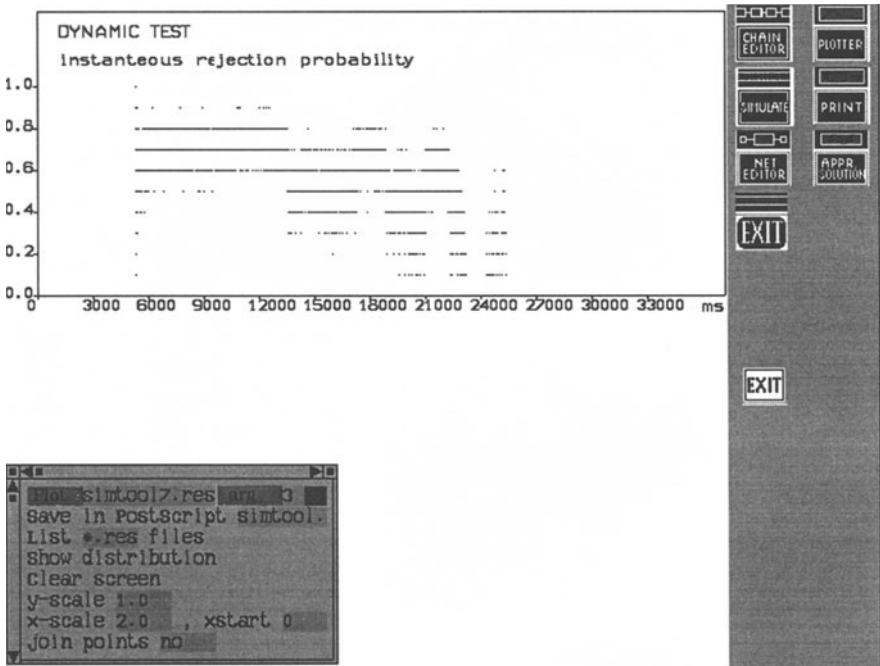 DYNAMIC TEST
instanteous rejection probability
1.0
0.8
0.6
0.4
0.2
0.0
0 3000 6000 9000 12000 15000 18000 21000 24000 27000 30000 33000 ms
CHAIN EDITOR
PLOTTER
SIMULATE
PRINT
NET EDITOR
APPR. SOLUTION
EXIT
EXIT
Plot simtool7.res arg. 3
Save in PostScript simtool.
List *.res files
Show distribution
Clear screen
y-scale 1.0
x-scale 2.0 , xstart 0
join points no